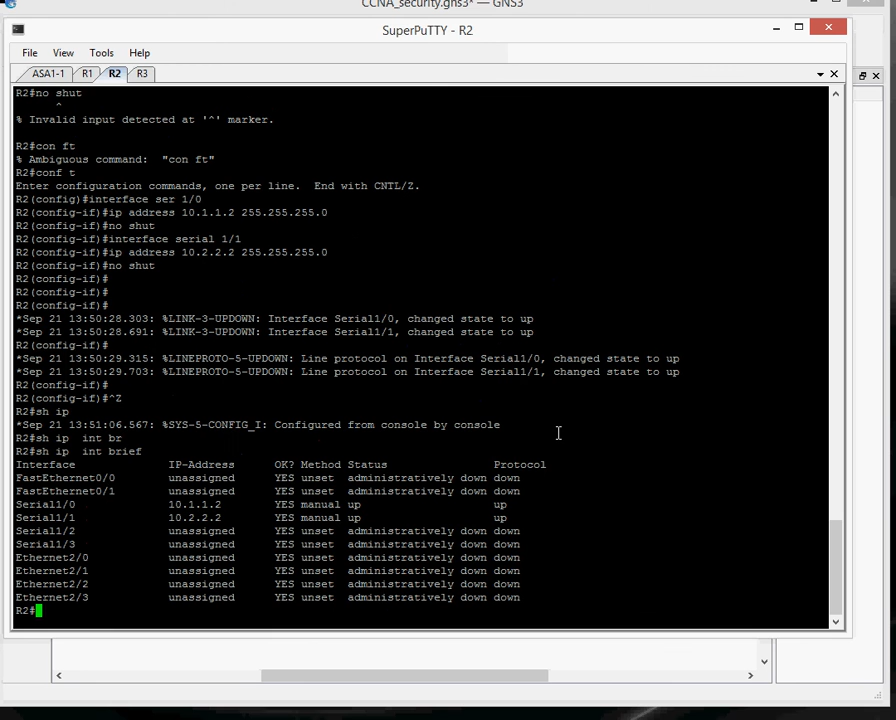 CCNA_security.gns3* — GNS3
SuperPuTTY - R2
File View Tools Help
ASA1-1 R1 R2 R3
R2#no shut
^
% Invalid input detected at '^' marker.
R2#con ft
% Ambiguous command:  "con ft"
R2#conf t
Enter configuration commands, one per line.  End with CNTL/Z.
R2(config)#interface ser 1/0
R2(config-if)#ip address 10.1.1.2 255.255.255.0
R2(config-if)#no shut
R2(config-if)#interface serial 1/1
R2(config-if)#ip address 10.2.2.2 255.255.255.0
R2(config-if)#no shut
R2(config-if)#
R2(config-if)#
R2(config-if)#
*Sep 21 13:50:28.303: %LINK-3-UPDOWN: Interface Serial1/0, changed state to up
*Sep 21 13:50:28.691: %LINK-3-UPDOWN: Interface Serial1/1, changed state to up
R2(config-if)#
*Sep 21 13:50:29.315: %LINEPROTO-5-UPDOWN: Line protocol on Interface Serial1/0, changed state to up
*Sep 21 13:50:29.703: %LINEPROTO-5-UPDOWN: Line protocol on Interface Serial1/1, changed state to up
R2(config-if)#
R2(config-if)#^Z
R2#sh ip
*Sep 21 13:51:06.567: %SYS-5-CONFIG_I: Configured from console by console
R2#sh ip  int br
R2#sh ip  int brief
Interface IP-Address OK? Method Status Protocol
FastEthernet0/0 unassigned YES unset administratively down down
FastEthernet0/1 unassigned YES unset administratively down down
Serial1/0 10.1.1.2 YES manual up up
Serial1/1 10.2.2.2 YES manual up up
Serial1/2 unassigned YES unset administratively down down
Serial1/3 unassigned YES unset administratively down down
Ethernet2/0 unassigned YES unset administratively down down
Ethernet2/1 unassigned YES unset administratively down down
Ethernet2/2 unassigned YES unset administratively down down
Ethernet2/3 unassigned YES unset administratively down down
R2#